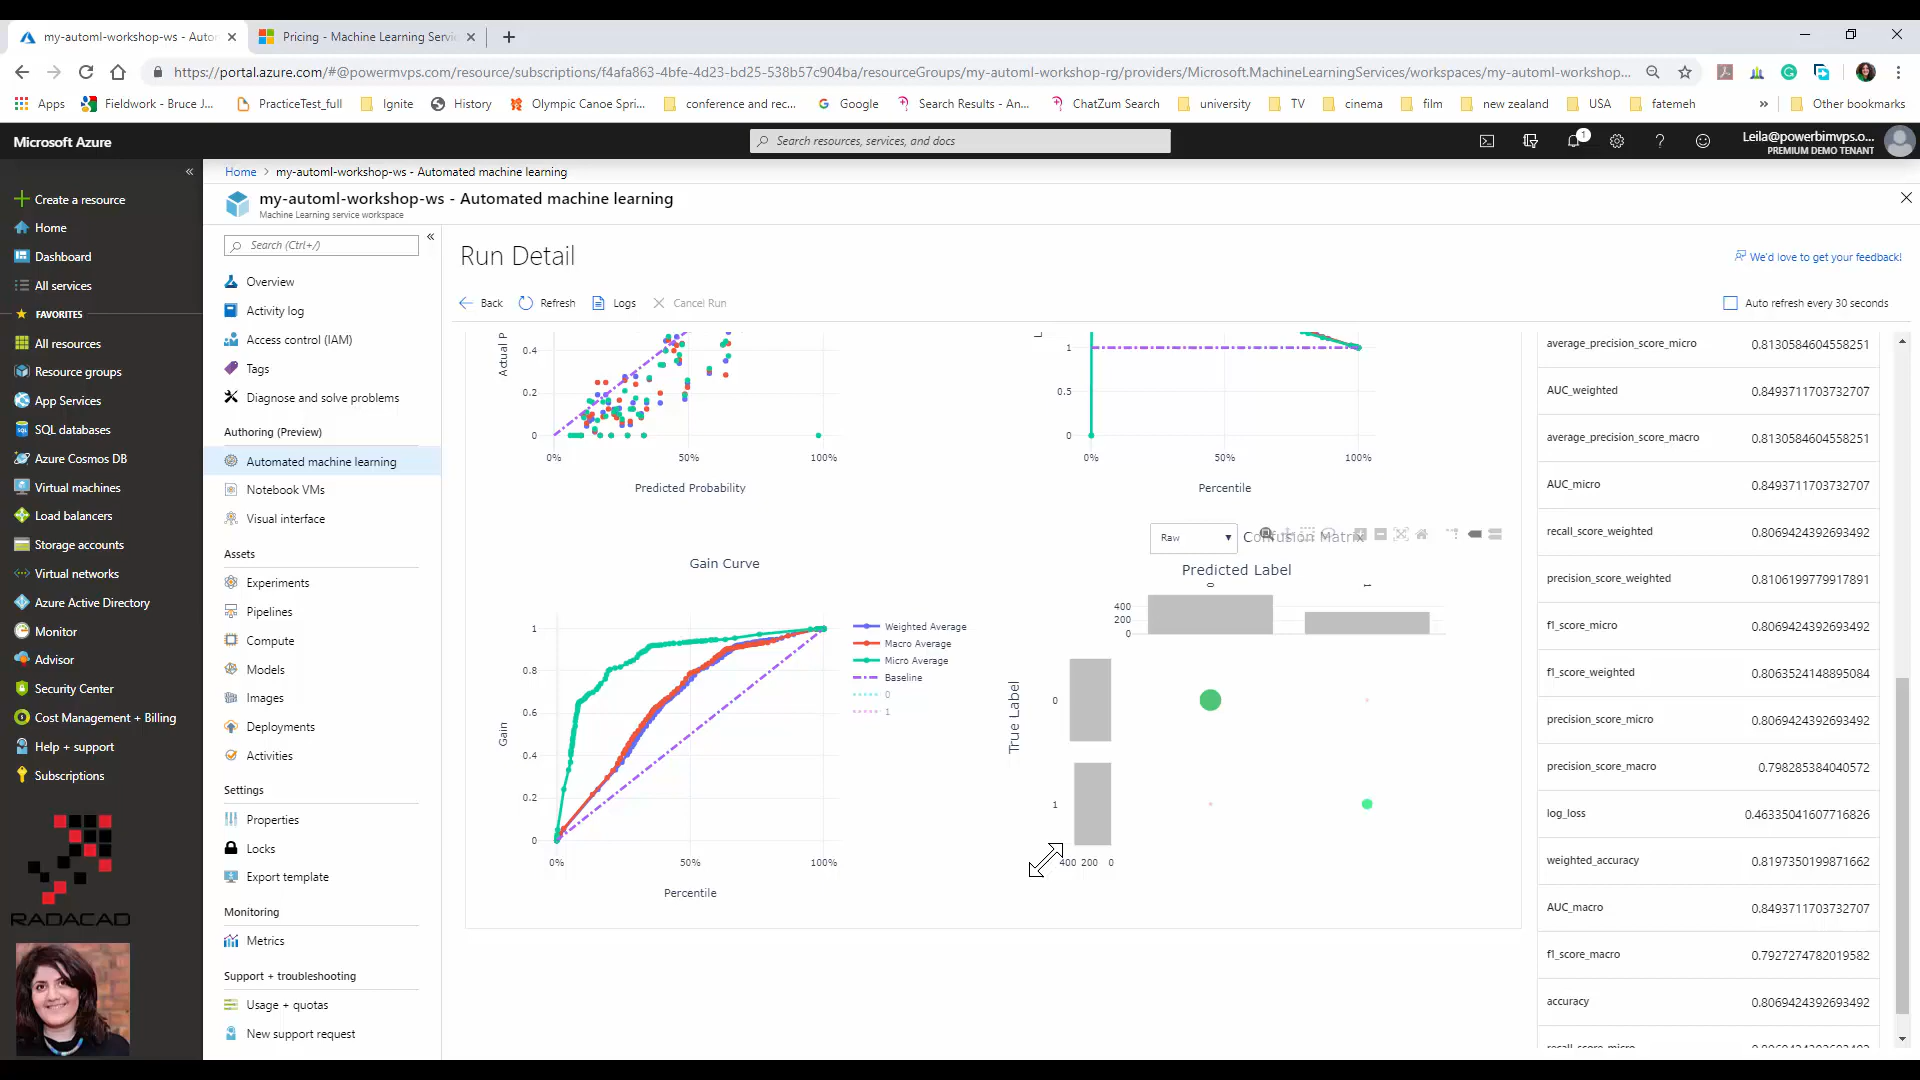 my-automl-workshop-ws - Auton
Pricing - Machine Learning Servic
https://portal.azure.com/#@powermvps.com/resource/subscriptions/f4afa863-4bfe-4d23-bd25-538b57c904ba/resourceGroups/my-automl-workshop-rg/providers/Microsoft.MachineLearningServices/workspaces/my-automl-workshop...
Apps
Fieldwork - Bruce J...
PracticeTest_full
Ignite
History
Olympic Canoe Spri...
conference and rec...
Google
Search Results - An...
ChatZum Search
university
TV
cinema
film
new zealand
USA
fatemeh
»
Other bookmarks
Microsoft Azure
Search resources, services, and docs
1
Leila@powerbimvps.o...
PREMIUM DEMO TENANT
«
Create a resource
Home
Dashboard
All services
FAVORITES
All resources
Resource groups
App Services
SQL databases
Azure Cosmos DB
Virtual machines
Load balancers
Storage accounts
Virtual networks
Azure Active Directory
Monitor
Advisor
Security Center
Cost Management + Billing
Help + support
Subscriptions
RADACAD
Home > my-automl-workshop-ws - Automated machine learning
my-automl-workshop-ws - Automated machine learning
Machine Learning service workspace
Search (Ctrl+/)
«
Overview
Activity log
Access control (IAM)
Tags
Diagnose and solve problems
Authoring (Preview)
Automated machine learning
Notebook VMs
Visual interface
Assets
Experiments
Pipelines
Compute
Models
Images
Deployments
Activities
Settings
Properties
Locks
Export template
Monitoring
Metrics
Support + troubleshooting
Usage + quotas
New support request
Run Detail
We'd love to get your feedback!
Back
Refresh
Logs
Cancel Run
Auto refresh every 30 seconds
Actual P
0.4
0.2
0
0%
50%
100%
Predicted Probability
1
0.5
0
0%
50%
100%
Percentile
Gain Curve
Gain
1
0.8
0.6
0.4
0.2
0
0%
50%
100%
Percentile
Weighted Average
Macro Average
Micro Average
Baseline
0
1
Raw
Confusion Matrix
Predicted Label
0
1
400
200
0
True Label
0
1
400 200 0
average_precision_score_micro 0.8130584604558251
AUC_weighted 0.8493711703732707
average_precision_score_macro 0.8130584604558251
AUC_micro 0.8493711703732707
recall_score_weighted 0.8069424392693492
precision_score_weighted 0.8106199779917891
f1_score_micro 0.8069424392693492
f1_score_weighted 0.8063524148895084
precision_score_micro 0.8069424392693492
precision_score_macro 0.798285384040572
log_loss 0.46335041607716826
weighted_accuracy 0.8197350199871662
AUC_macro 0.8493711703732707
f1_score_macro 0.7927274782019582
accuracy 0.8069424392693492
recall_score_micro 0.8069424392693492